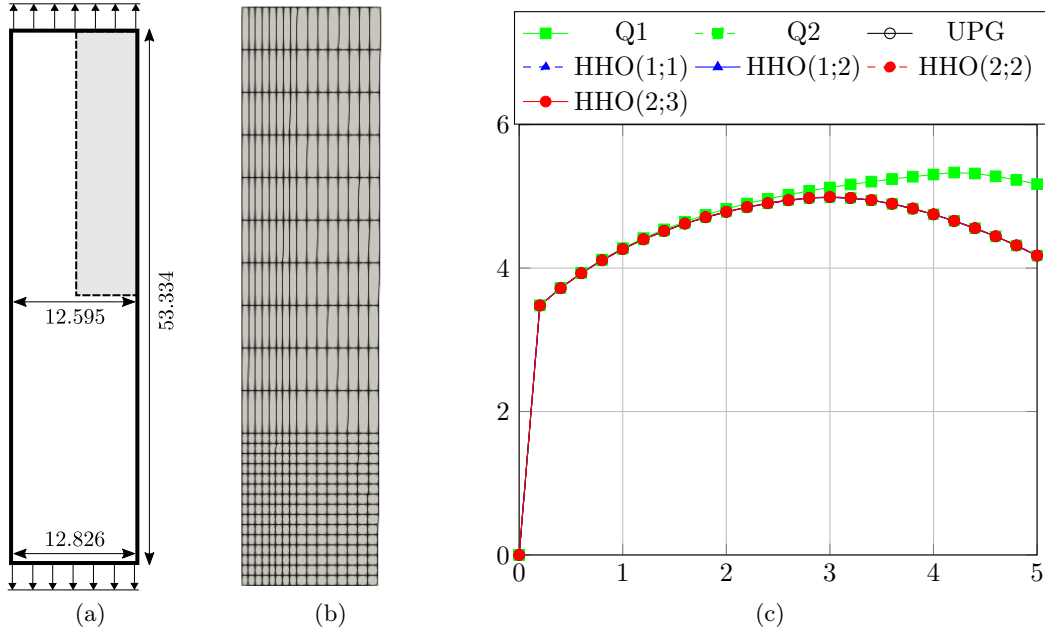 12.595
53.334
12.826
(a)
(b)
Q1 Q2 UPG
HHO(1;1) HHO(1;2) HHO(2;2)
HHO(2;3)
6
4
2
0
0 1 2 3 4 5
(c)